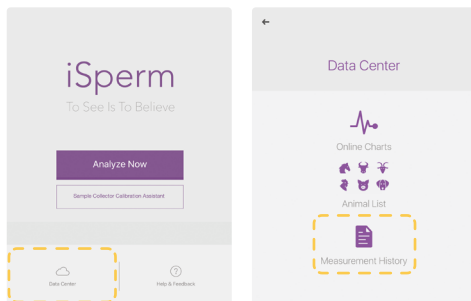 iSperm
To See Is To Believe
Analyze Now
Sample Collector Calibration Assistant
Data Center
Help & Feedback
Data Center
Online Charts
Animal List
Measurement History